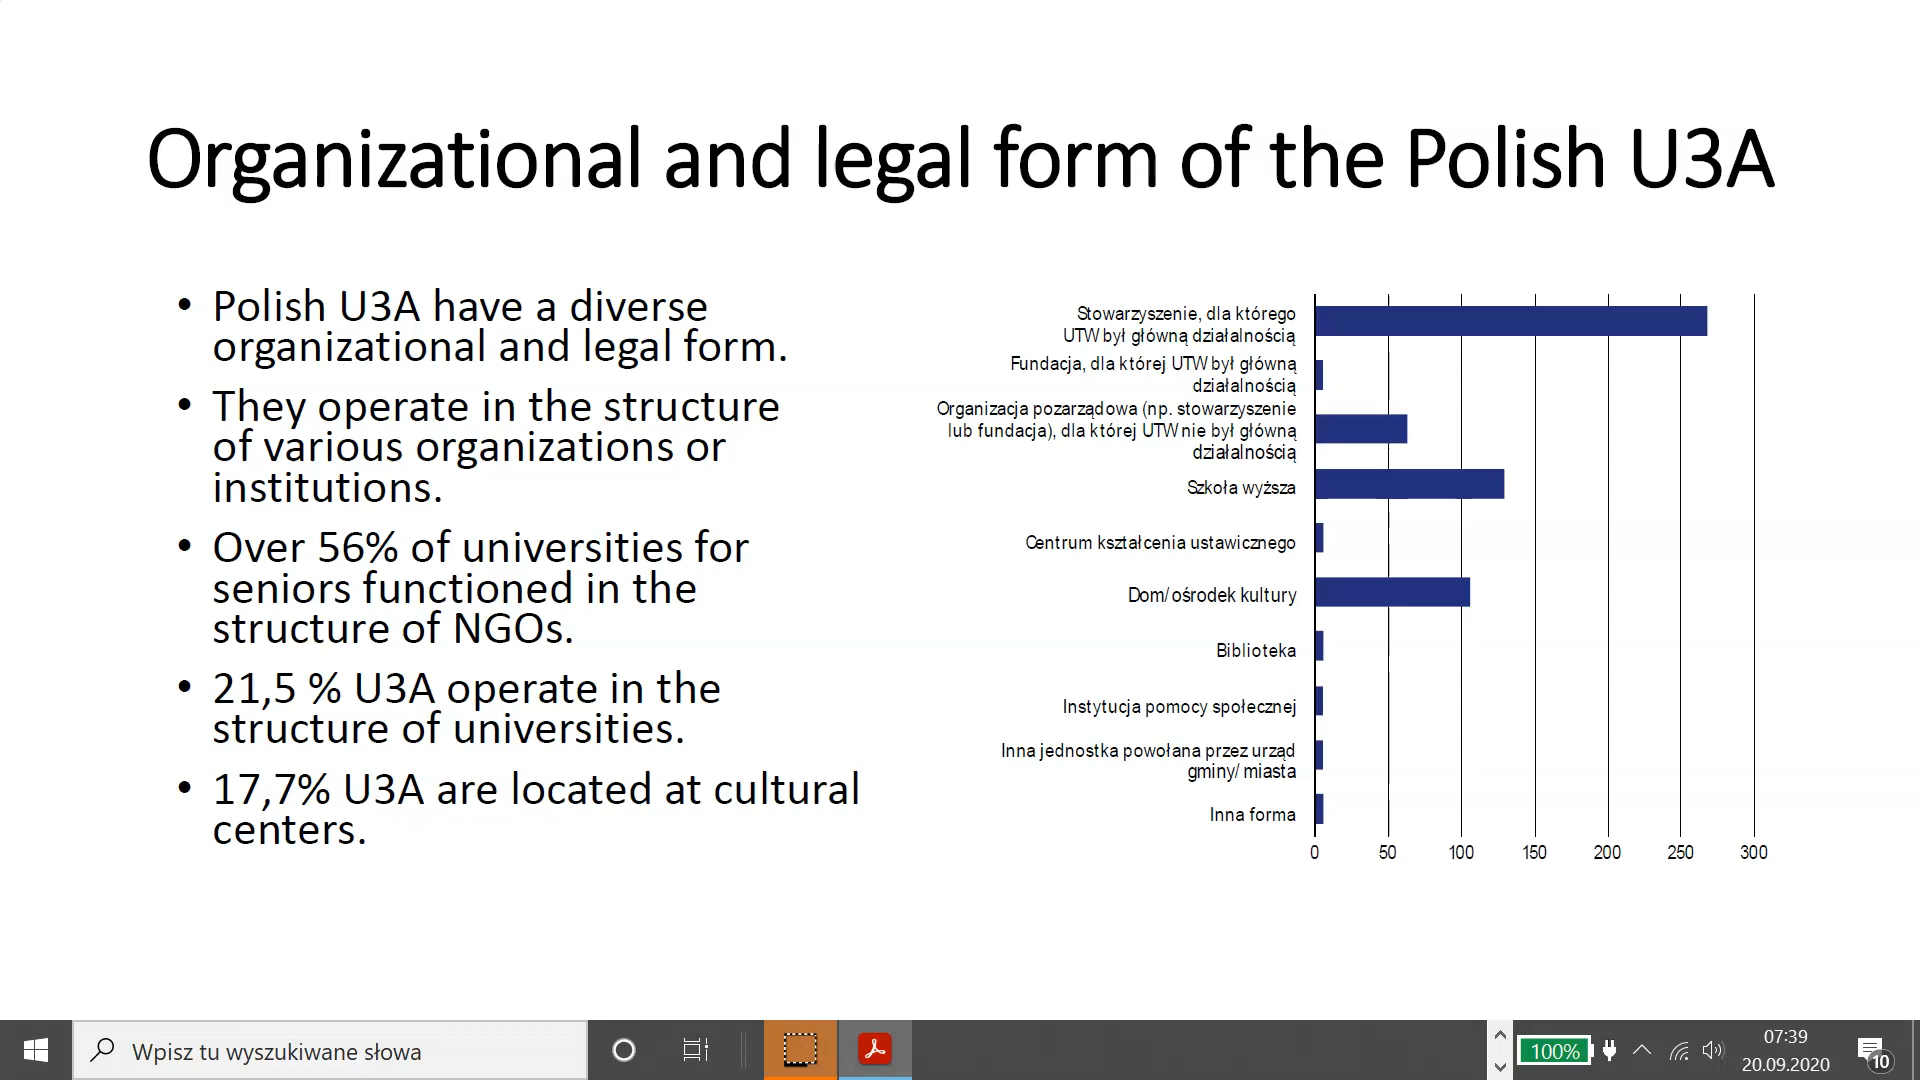 Organizational and legal form of the Polish U3A
• Polish U3A have a diverse
organizational and legal form.
• They operate in the structure
of various organizations or
institutions.
• Over 56% of universities for
seniors functioned in the
structure of NGOs.
• 21,5 % U3A operate in the
structure of universities.
• 17,7% U3A are located at cultural
centers.
Stowarzyszenie, dla którego
UTW był główną działalnością
Fundacja, dla której UTW był główną
działalnością
Organizacja pozarządowa (np. stowarzyszenie
lub fundacja), dla której UTW nie był główną
działalnością
Szkoła wyższa
Centrum kształcenia ustawicznego
Dom/ ośrodek kultury
Biblioteka
Instytucja pomocy społecznej
Inna jednostka powołana przez urząd
gminy/ miasta
Inna forma
0 50 100 150 200 250 300
Wpisz tu wyszukiwane słowa
100%
07:39
20.09.2020
10